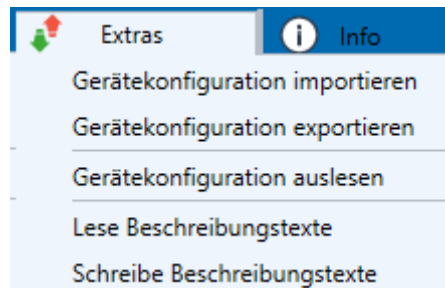 Extras Info
Gerätekonfiguration importieren
Gerätekonfiguration exportieren
Gerätekonfiguration auslesen
Lese Beschreibungstexte
Schreibe Beschreibungstexte